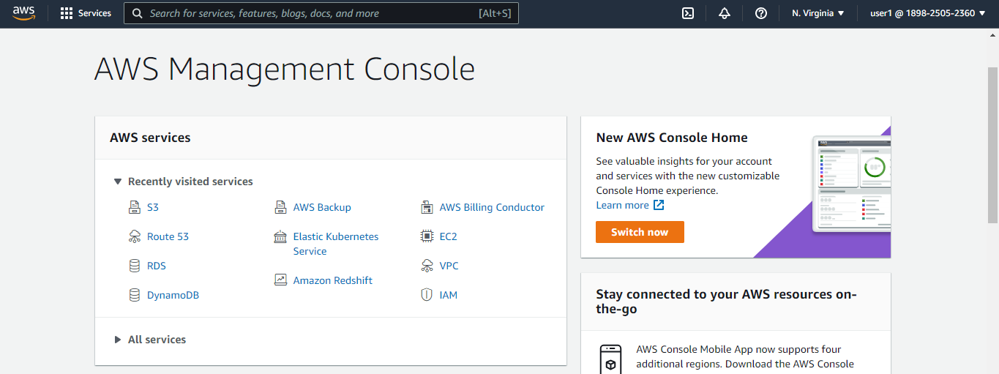 aws
Services
Search for services, features, blogs, docs, and more
[Alt+S]
N. Virginia
user1 @ 1898-2505-2360
AWS Management Console
AWS services
Recently visited services
S3
Route 53
RDS
DynamoDB
AWS Backup
Elastic Kubernetes
Service
Amazon Redshift
AWS Billing Conductor
EC2
VPC
IAM
All services
New AWS Console Home
See valuable insights for your account
and services with the new customizable
Console Home experience.
Learn more
Switch now
Stay connected to your AWS resources on-
the-go
AWS Console Mobile App now supports four
additional regions. Download the AWS Console